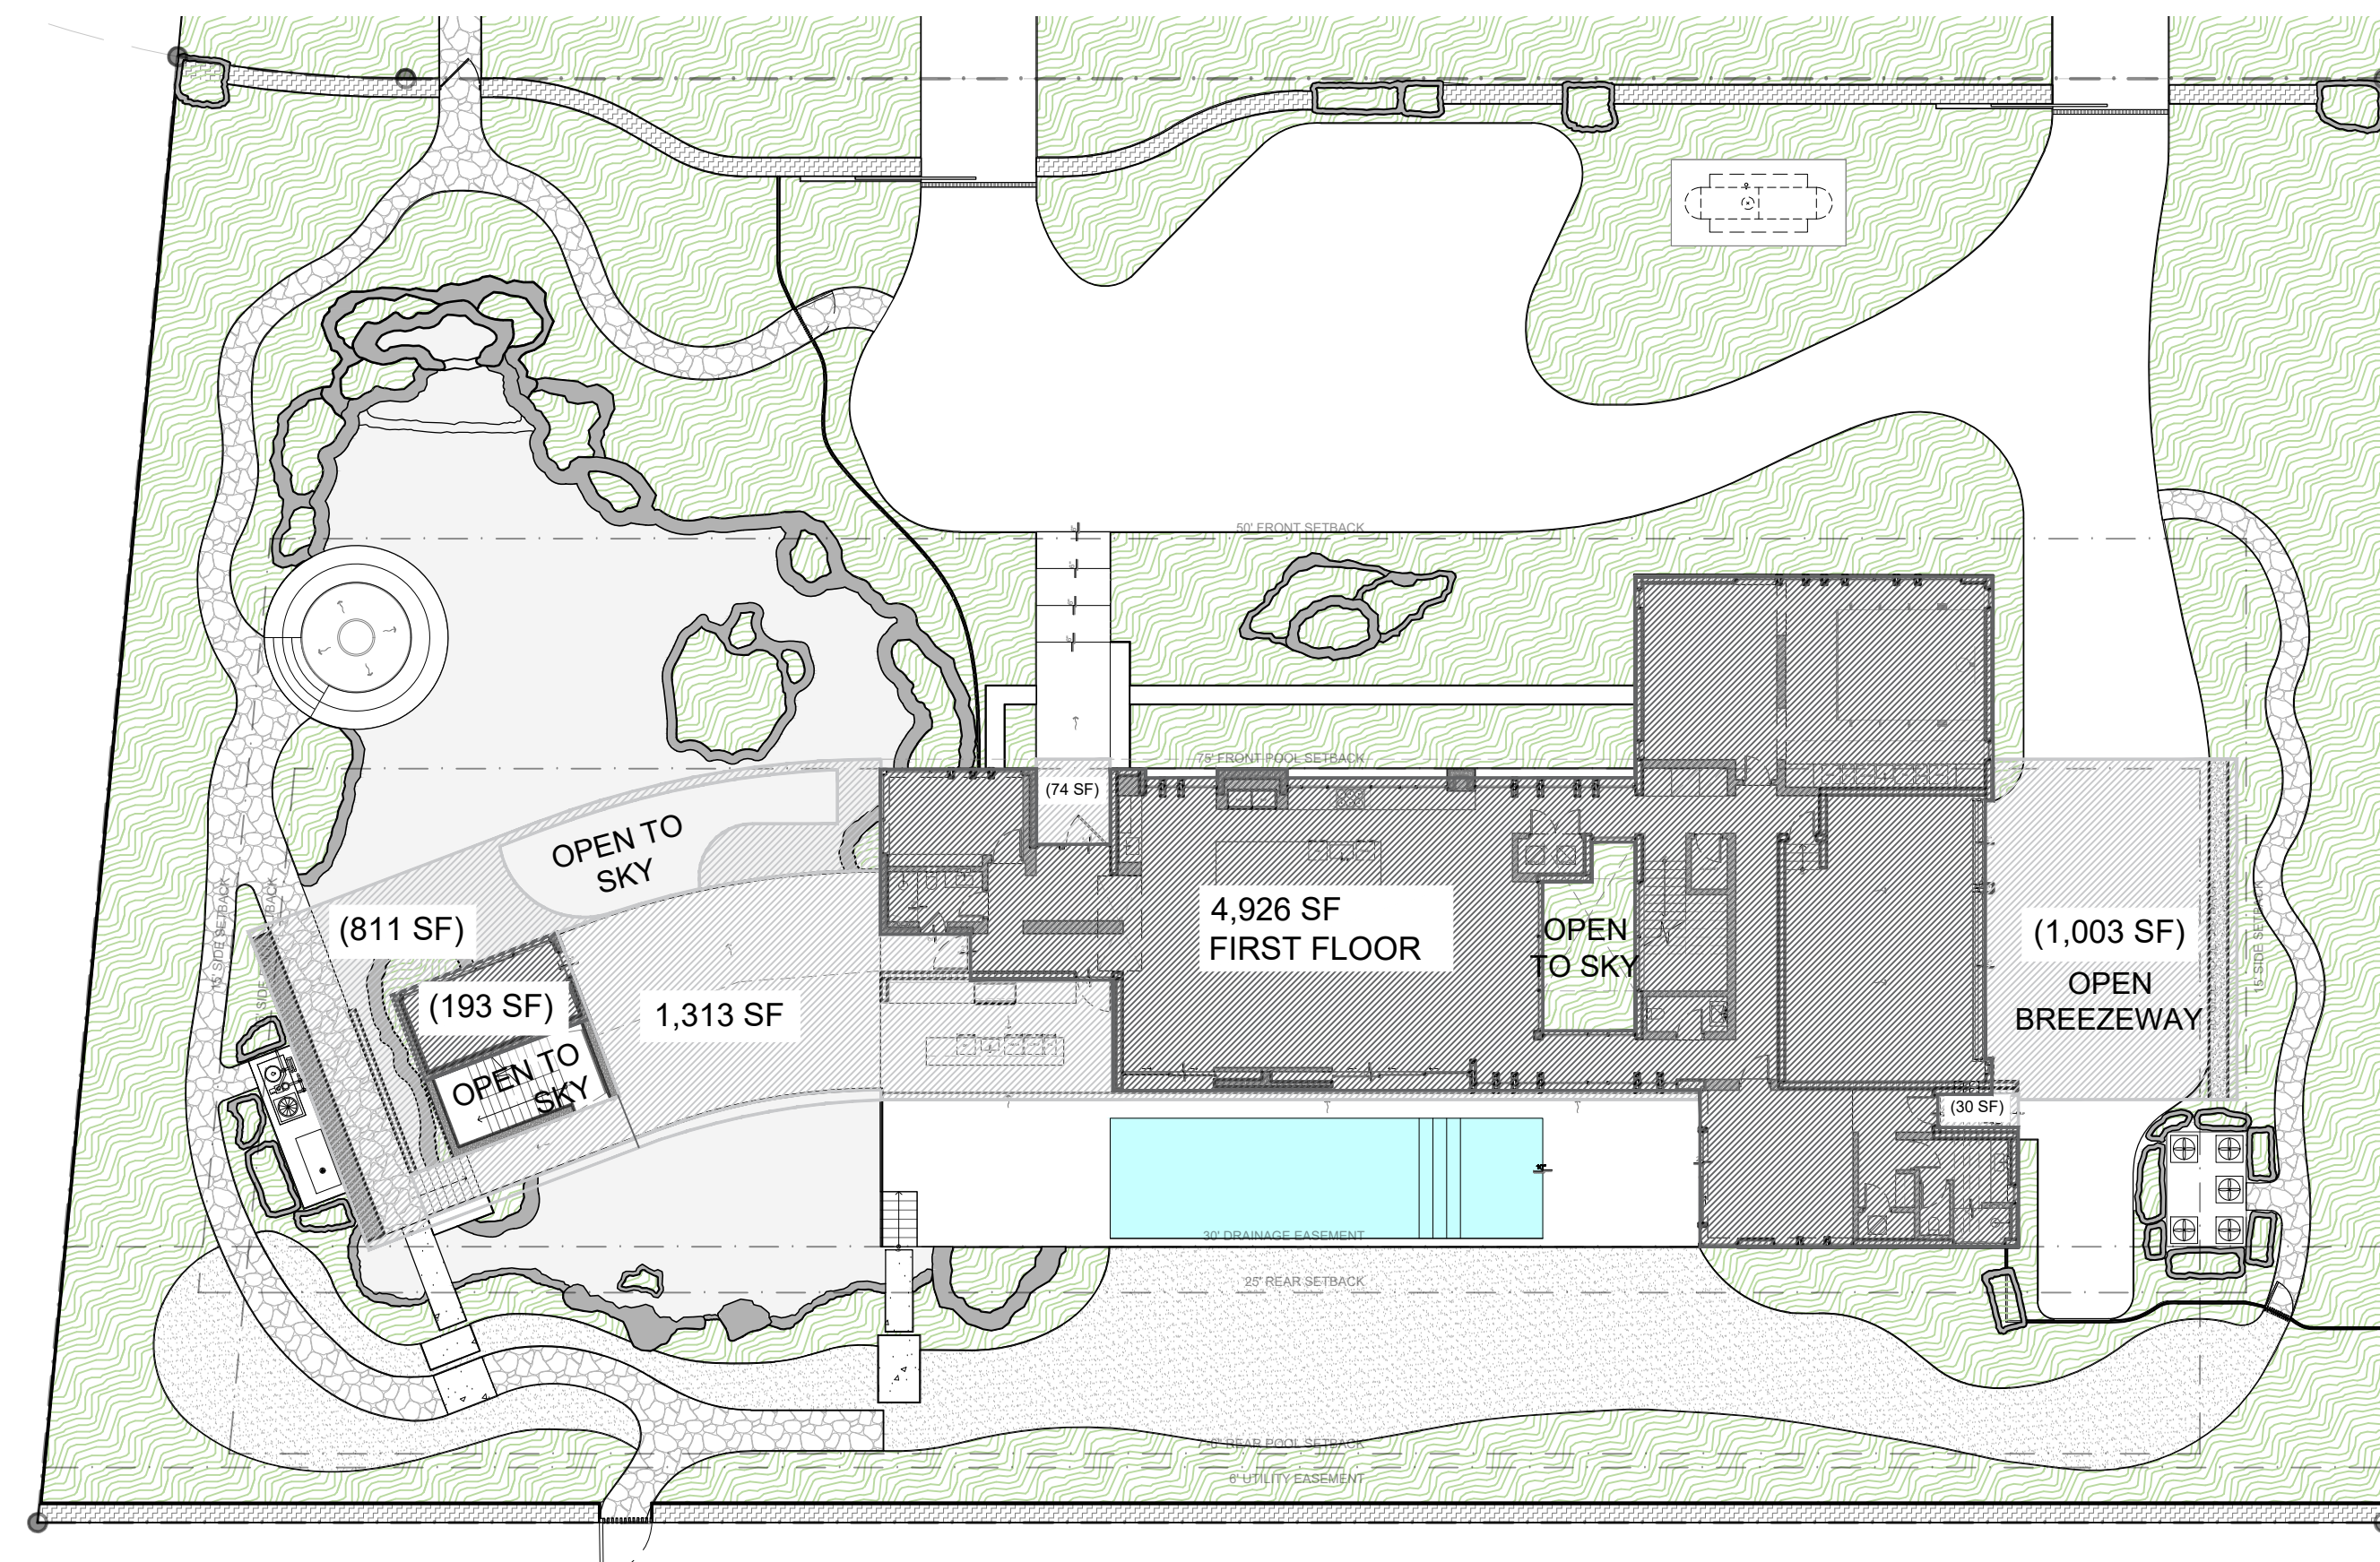 50' FRONT SETBACK
75' FRONT POOL SETBACK
(74 SF)
OPEN TO
SKY
(811 SF)
4,926 SF
FIRST FLOOR
OPEN
TO SKY
(1,003 SF)
OPEN
BREEZEWAY
15' SIDE SETBACK
15' SIDE SETBACK
(193 SF)
1,313 SF
OPEN TO
SKY
(30 SF)
30' DRAINAGE EASEMENT
25' REAR SETBACK
7'-6" REAR POOL SETBACK
6' UTILITY EASEMENT